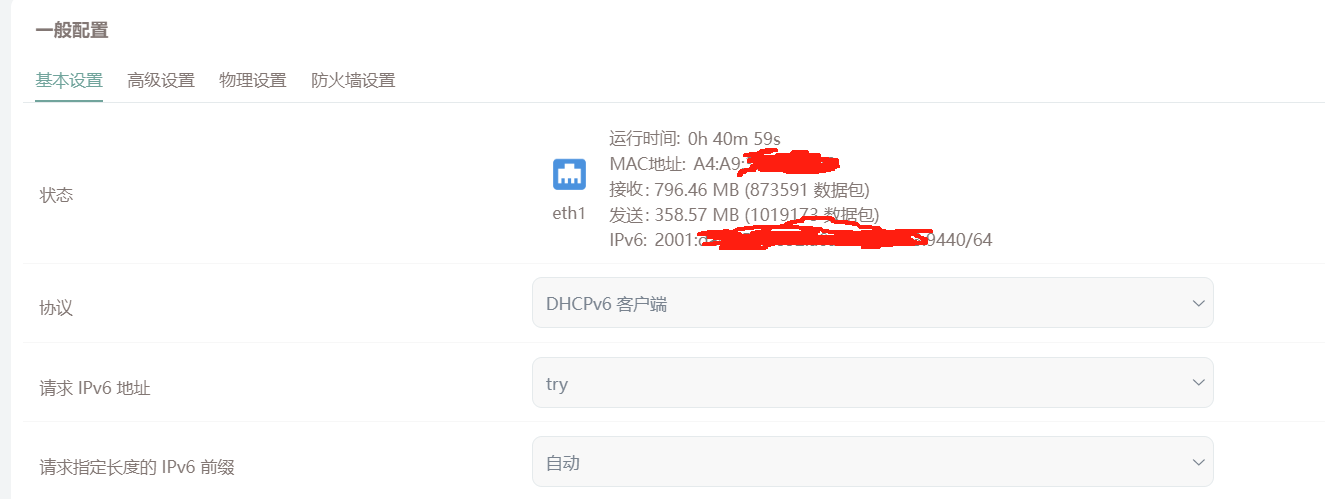 一般配置
基本设置 高级设置 物理设置 防火墙设置
状态
eth1
运行时间: 0h 40m 59s
MAC地址: A4:A9:
接收: 796.46 MB (873591 数据包)
发送: 358.57 MB (1019173 数据包)
IPv6: 2001: 9440/64
协议 DHCPv6 客户端
请求 IPv6 地址 try
请求指定长度的 IPv6 前缀 自动